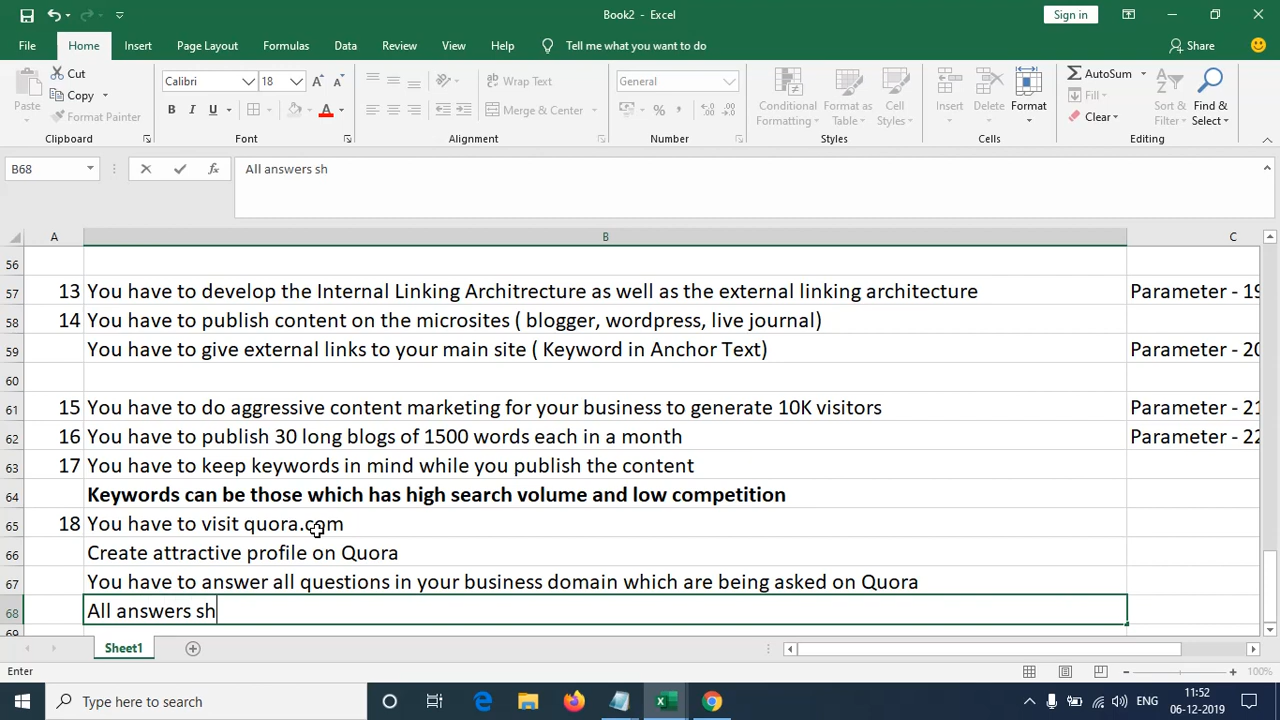 Book2 - Excel
Sign in
File Home Insert Page Layout Formulas Data Review View Help Tell me what you want to do Share
Paste
Cut
Copy
Format Painter
Clipboard
Calibri 18
B I U
Font
Wrap Text
Merge & Center
Alignment
General
Number
Conditional Formatting
Format as Table
Cell Styles
Styles
Insert
Delete
Format
Cells
AutoSum
Fill
Clear
Sort & Filter
Find & Select
Editing
B68 fx All answers sh
A B C
56
57 13 You have to develop the Internal Linking Architrecture as well as the external linking architecture Parameter - 19
58 14 You have to publish content on the microsites ( blogger, wordpress, live journal)
59 You have to give external links to your main site ( Keyword in Anchor Text) Parameter - 20
60
61 15 You have to do aggressive content marketing for your business to generate 10K visitors Parameter - 21
62 16 You have to publish 30 long blogs of 1500 words each in a month Parameter - 22
63 17 You have to keep keywords in mind while you publish the content
64 Keywords can be those which has high search volume and low competition
65 18 You have to visit quora.com
66 Create attractive profile on Quora
67 You have to answer all questions in your business domain which are being asked on Quora
68 All answers sh
69
Sheet1
Enter 100%
Type here to search
ENG
11:52
06-12-2019